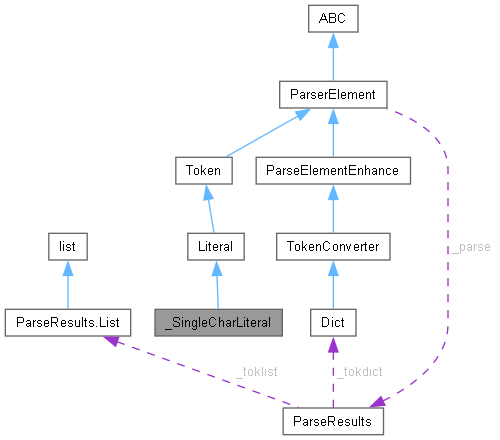 ABC
ParserElement
Token
ParseElementEnhance
list
Literal
TokenConverter
_parse
ParseResults.List
_SingleCharLiteral
Dict
_toklist
_tokdict
ParseResults